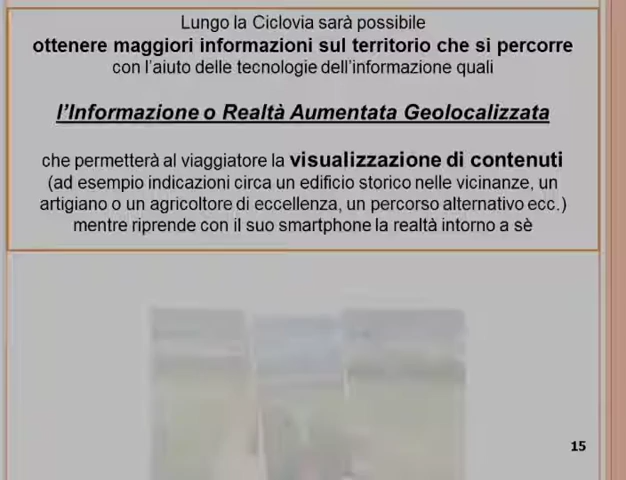 Lungo la Ciclovia sarà possibile
ottenere maggiori informazioni sul territorio che si percorre
con l'aiuto delle tecnologie dell'informazione quali
l'Informazione o Realtà Aumentata Geolocalizzata
che permetterà al viaggiatore la visualizzazione di contenuti
(ad esempio indicazioni circa un edificio storico nelle vicinanze, un
artigiano o un agricoltore di eccellenza, un percorso alternativo ecc.)
mentre riprende con il suo smartphone la realtà intorno a sè
15